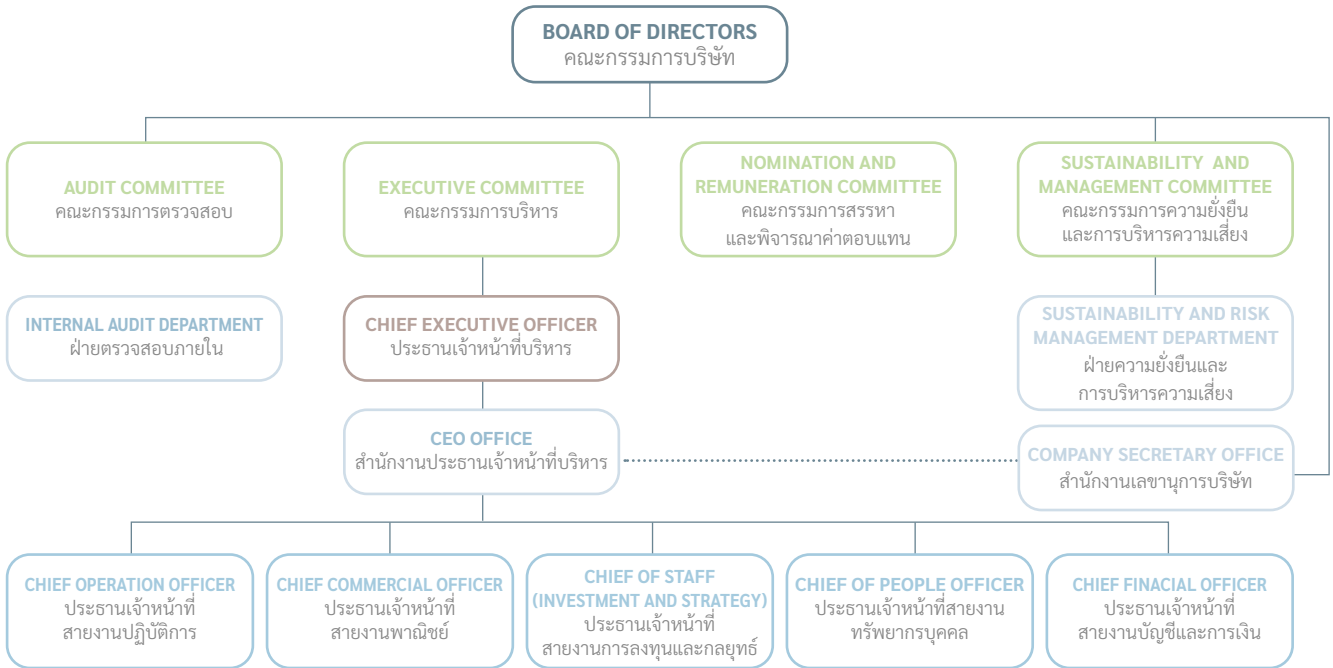 BOARD OF DIRECTORS
คณะกรรมการบริษัท
AUDIT COMMITTEE
คณะกรรมการตรวจสอบ
EXECUTIVE COMMITTEE
คณะกรรมการบริหาร
NOMINATION AND
REMUNERATION COMMITTEE
คณะกรรมการสรรหา
และพิจารณาค่าตอบแทน
SUSTAINABILITY AND
MANAGEMENT COMMITTEE
คณะกรรมการความยั่งยืน
และการบริหารความเสี่ยง
INTERNAL AUDIT DEPARTMENT
ฝ่ายตรวจสอบภายใน
CHIEF EXECUTIVE OFFICER
ประธานเจ้าหน้าที่บริหาร
SUSTAINABILITY AND RISK
MANAGEMENT DEPARTMENT
ฝ่ายความยั่งยืนและ
การบริหารความเสี่ยง
CEO OFFICE
สำนักงานประธานเจ้าหน้าที่บริหาร
COMPANY SECRETARY OFFICE
สำนักงานเลขานุการบริษัท
CHIEF OPERATION OFFICER
ประธานเจ้าหน้าที่
สายงานปฏิบัติการ
CHIEF COMMERCIAL OFFICER
ประธานเจ้าหน้าที่
สายงานพาณิชย์
CHIEF OF STAFF
(INVESTMENT AND STRATEGY)
ประธานเจ้าหน้าที่
สายงานการลงทุนและกลยุทธ์
CHIEF OF PEOPLE OFFICER
ประธานเจ้าหน้าที่สายงาน
ทรัพยากรบุคคล
CHIEF FINACIAL OFFICER
ประธานเจ้าหน้าที่
สายงานบัญชีและการเงิน